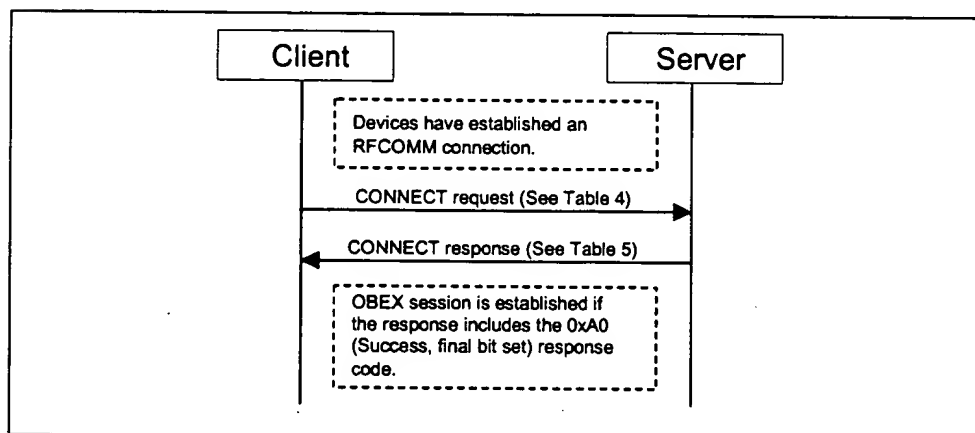 Client
Server
Devices have established an
RFCOMM connection.
CONNECT request (See Table 4)
CONNECT response (See Table 5)
OBEX session is established if
the response includes the 0xA0
(Success, final bit set) response
code.